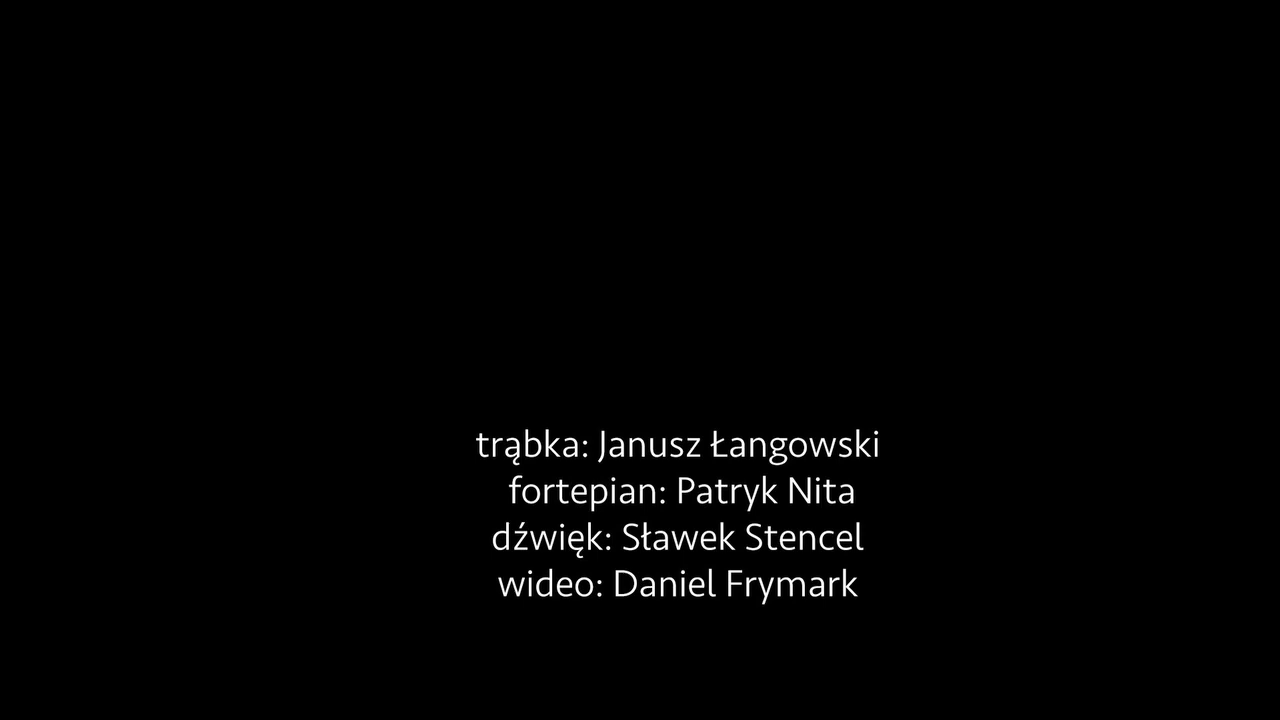 trąbka: Janusz Łangowski
fortepian: Patryk Nita
dźwięk: Sławek Stencel
wideo: Daniel Frymark